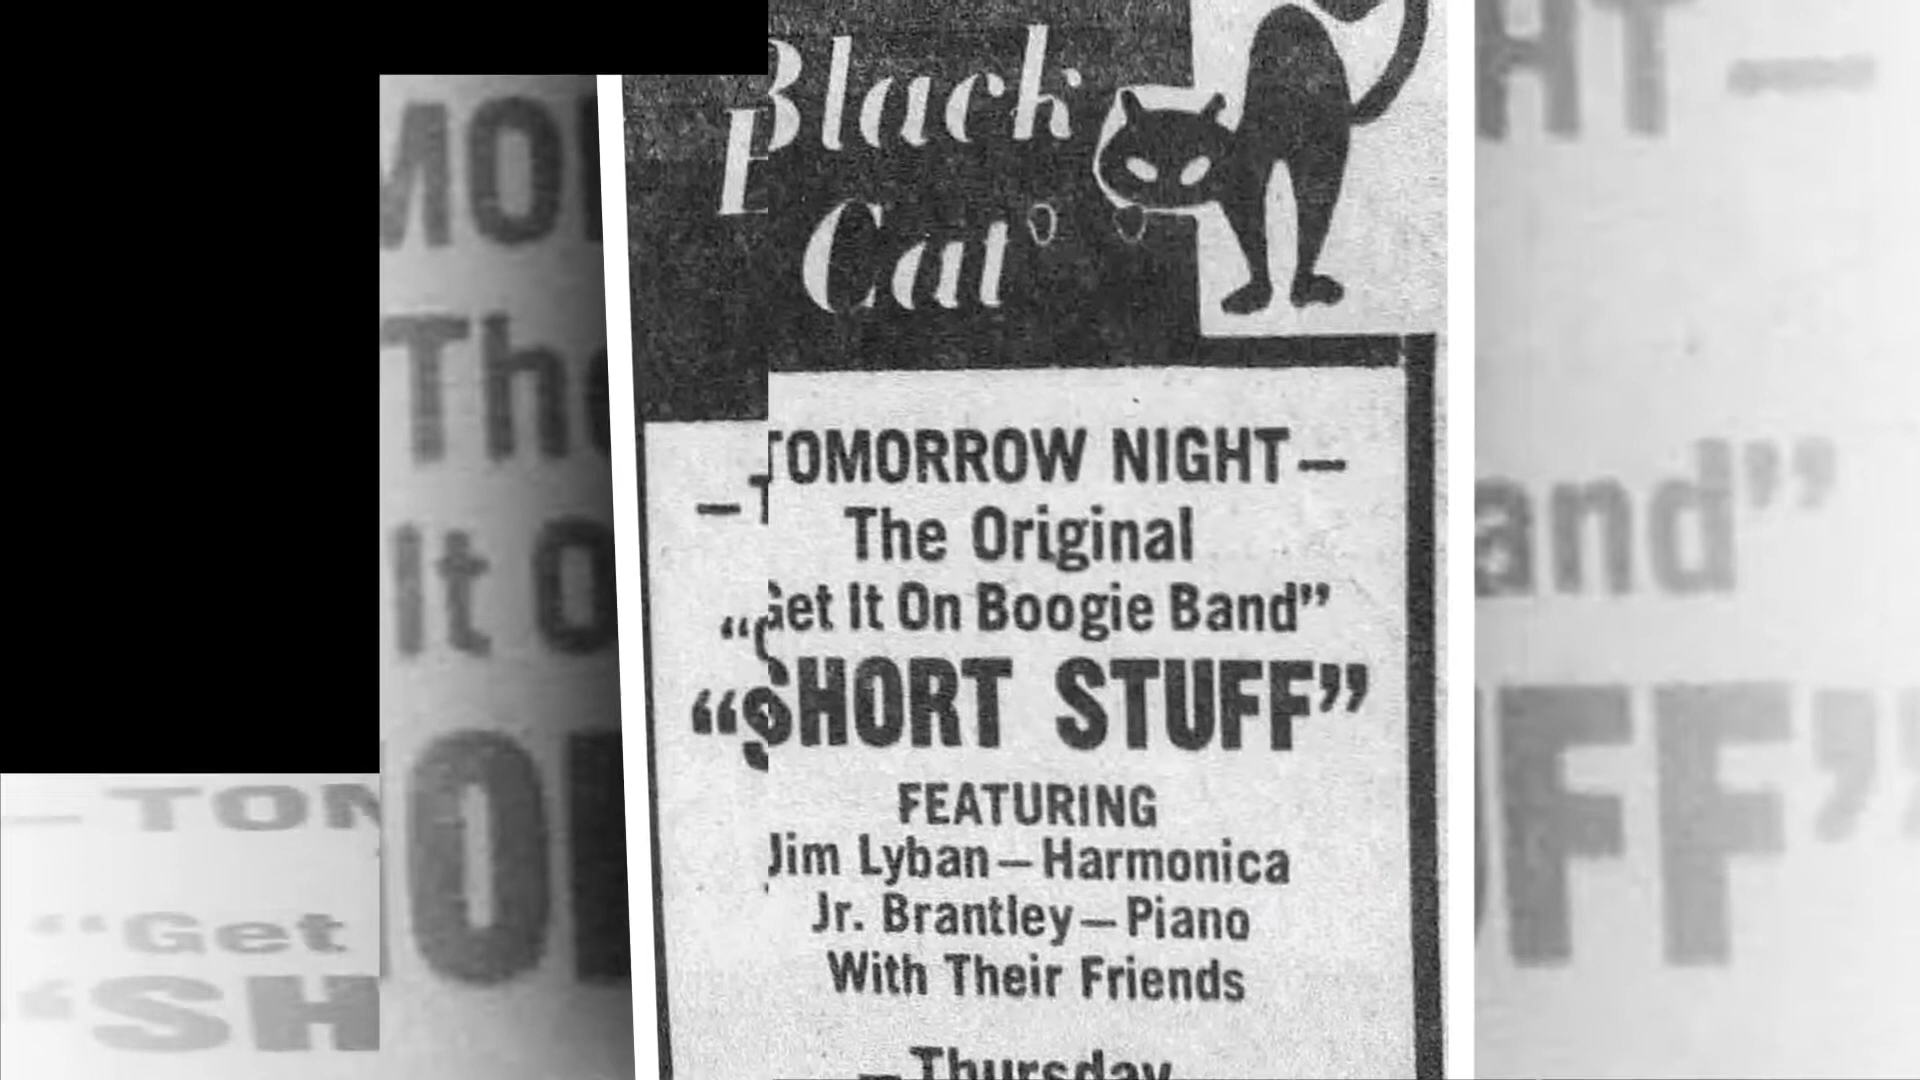 Black
Cat
— TOMORROW NIGHT —
The Original
“Get It On Boogie Band”
“SHORT STUFF”
FEATURING
Jim Lyban — Harmonica
Jr. Brantley — Piano
With Their Friends
— Thursday